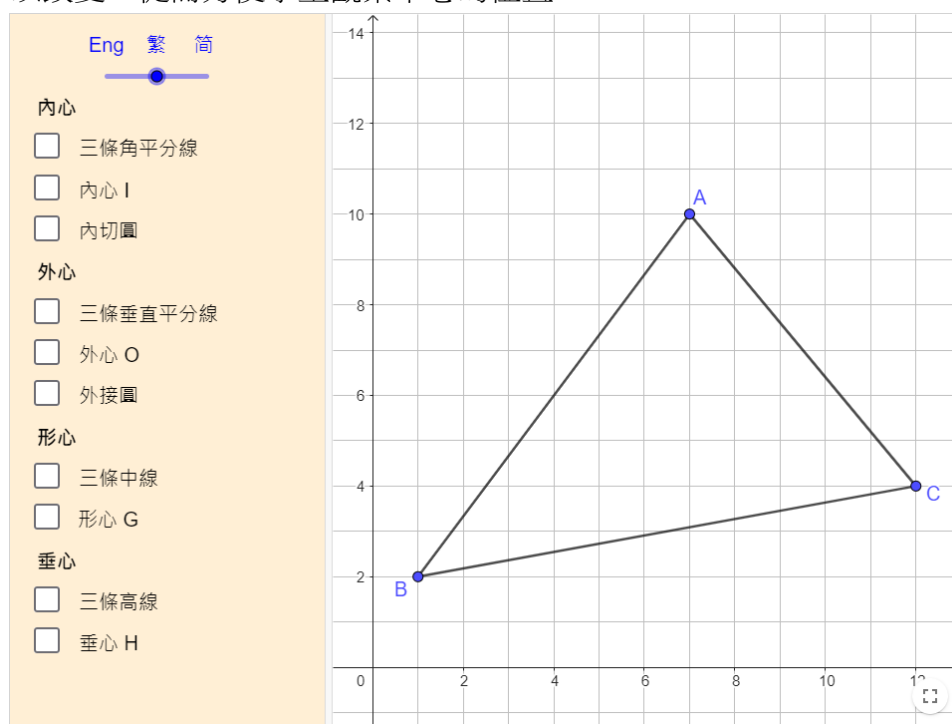 Eng 繁 简
內心
三條角平分線
內心 I
內切圓
外心
三條垂直平分線
外心 O
外接圓
形心
三條中線
形心 G
垂心
三條高線
垂心 H
14
12
10
8
6
4
2
0 2 4 6 8 10
A
B
C